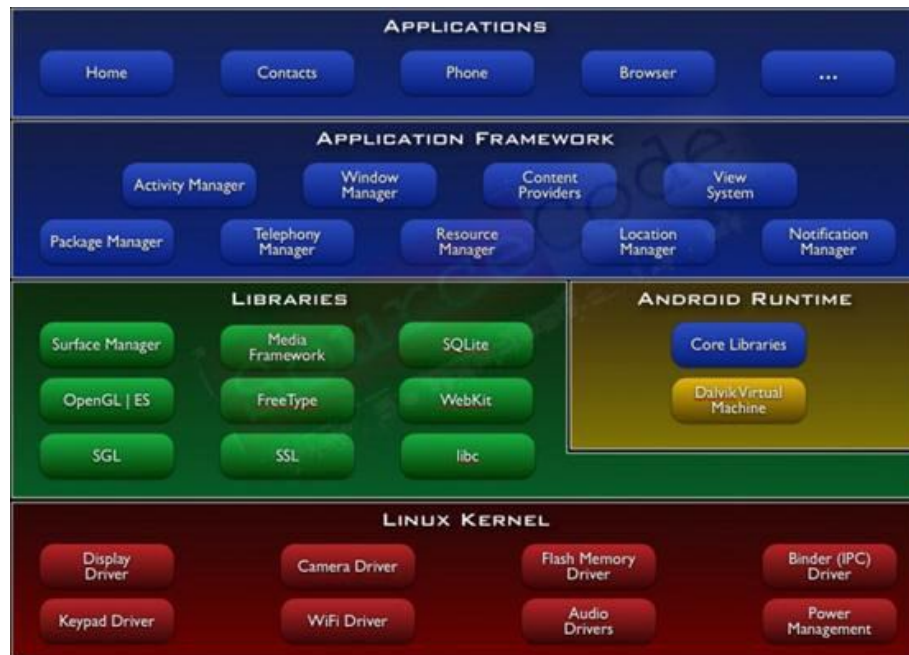 APPLICATIONS
Home
Contacts
Phone
Browser
...
APPLICATION FRAMEWORK
Activity Manager
Window
Manager
Content
Providers
View
System
Package Manager
Telephony
Manager
Resource
Manager
Location
Manager
Notification
Manager
LIBRARIES
Surface Manager
Media
Framework
SQLite
OpenGL | ES
FreeType
WebKit
SGL
SSL
libc
ANDROID RUNTIME
Core Libraries
Dalvik Virtual
Machine
LINUX KERNEL
Display
Driver
Camera Driver
Flash Memory
Driver
Binder (IPC)
Driver
Keypad Driver
WiFi Driver
Audio
Drivers
Power
Management